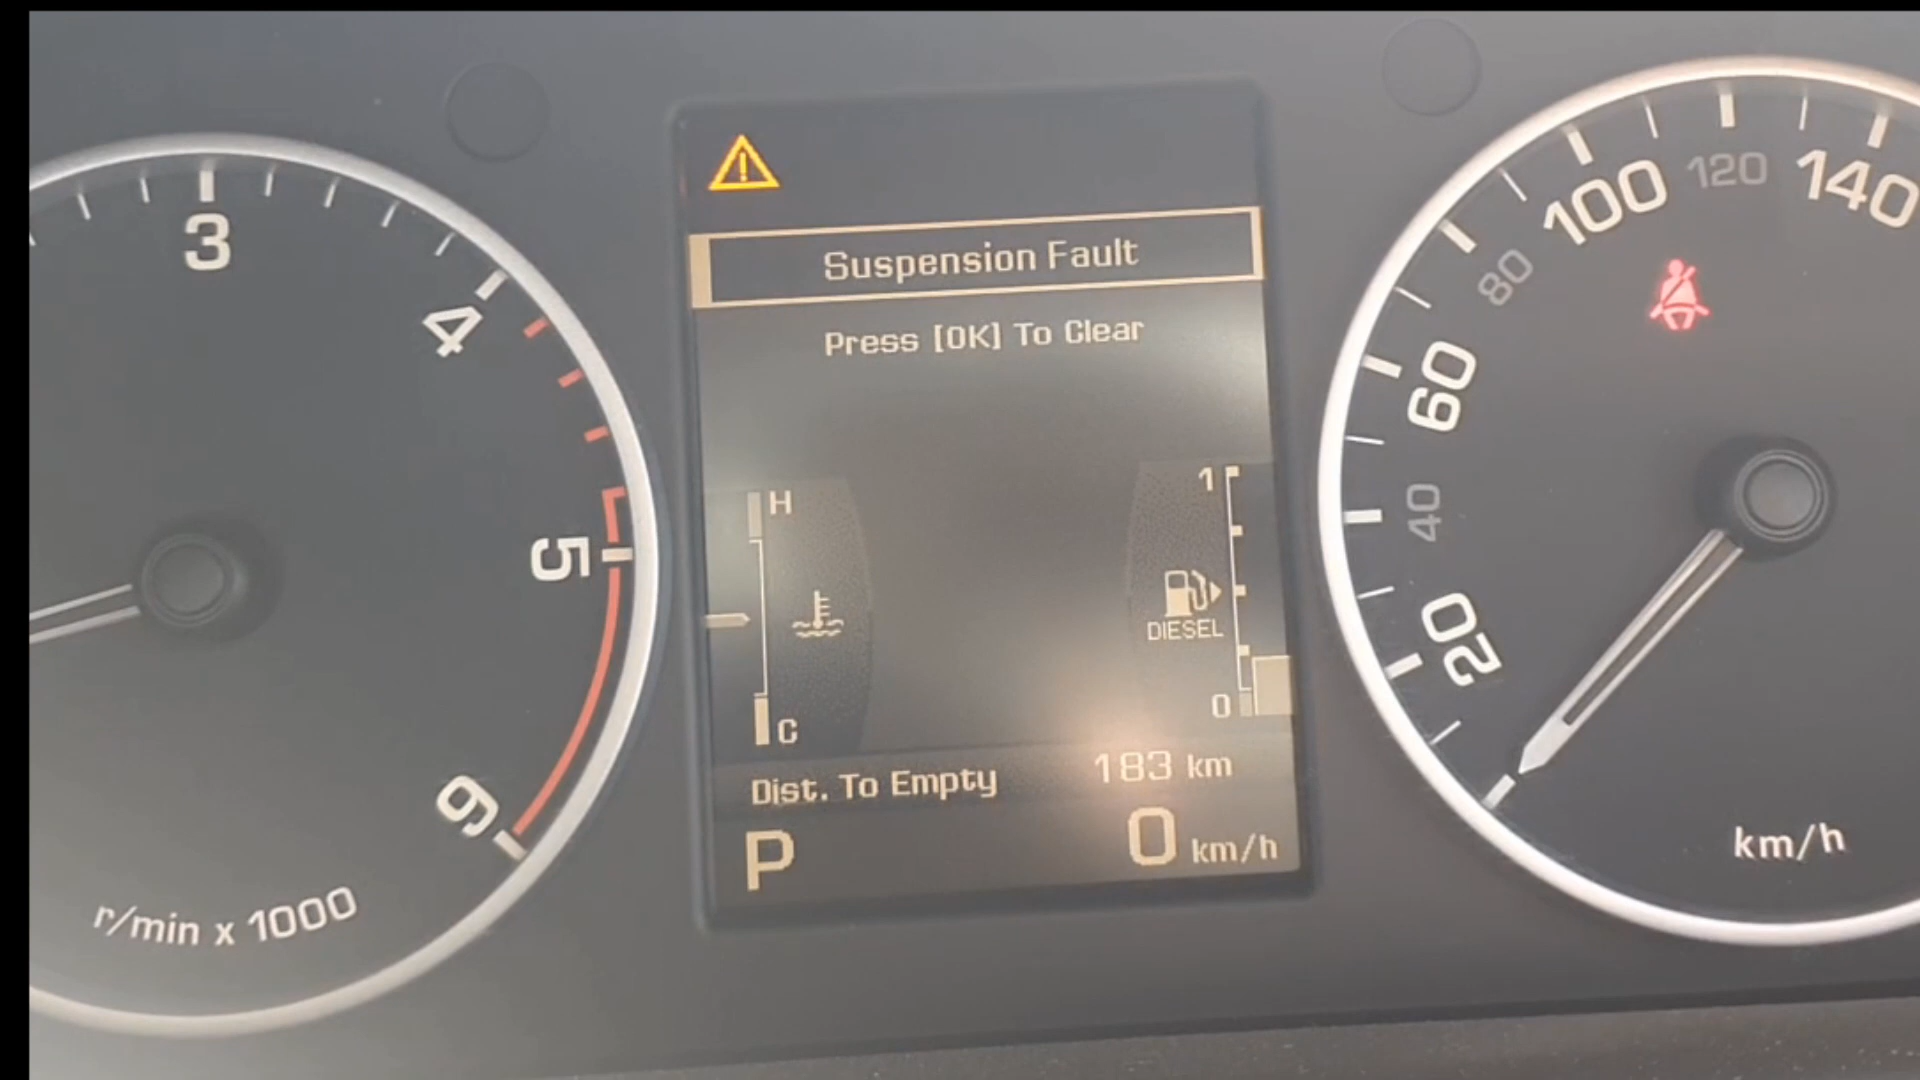 3
4
5
6
r/min x 1000
Suspension Fault
Press [OK] To Clear
H
C
1
DIESEL
0
Dist. To Empty 183 km
P 0 km/h
20
40
60
80
100
120
140
km/h